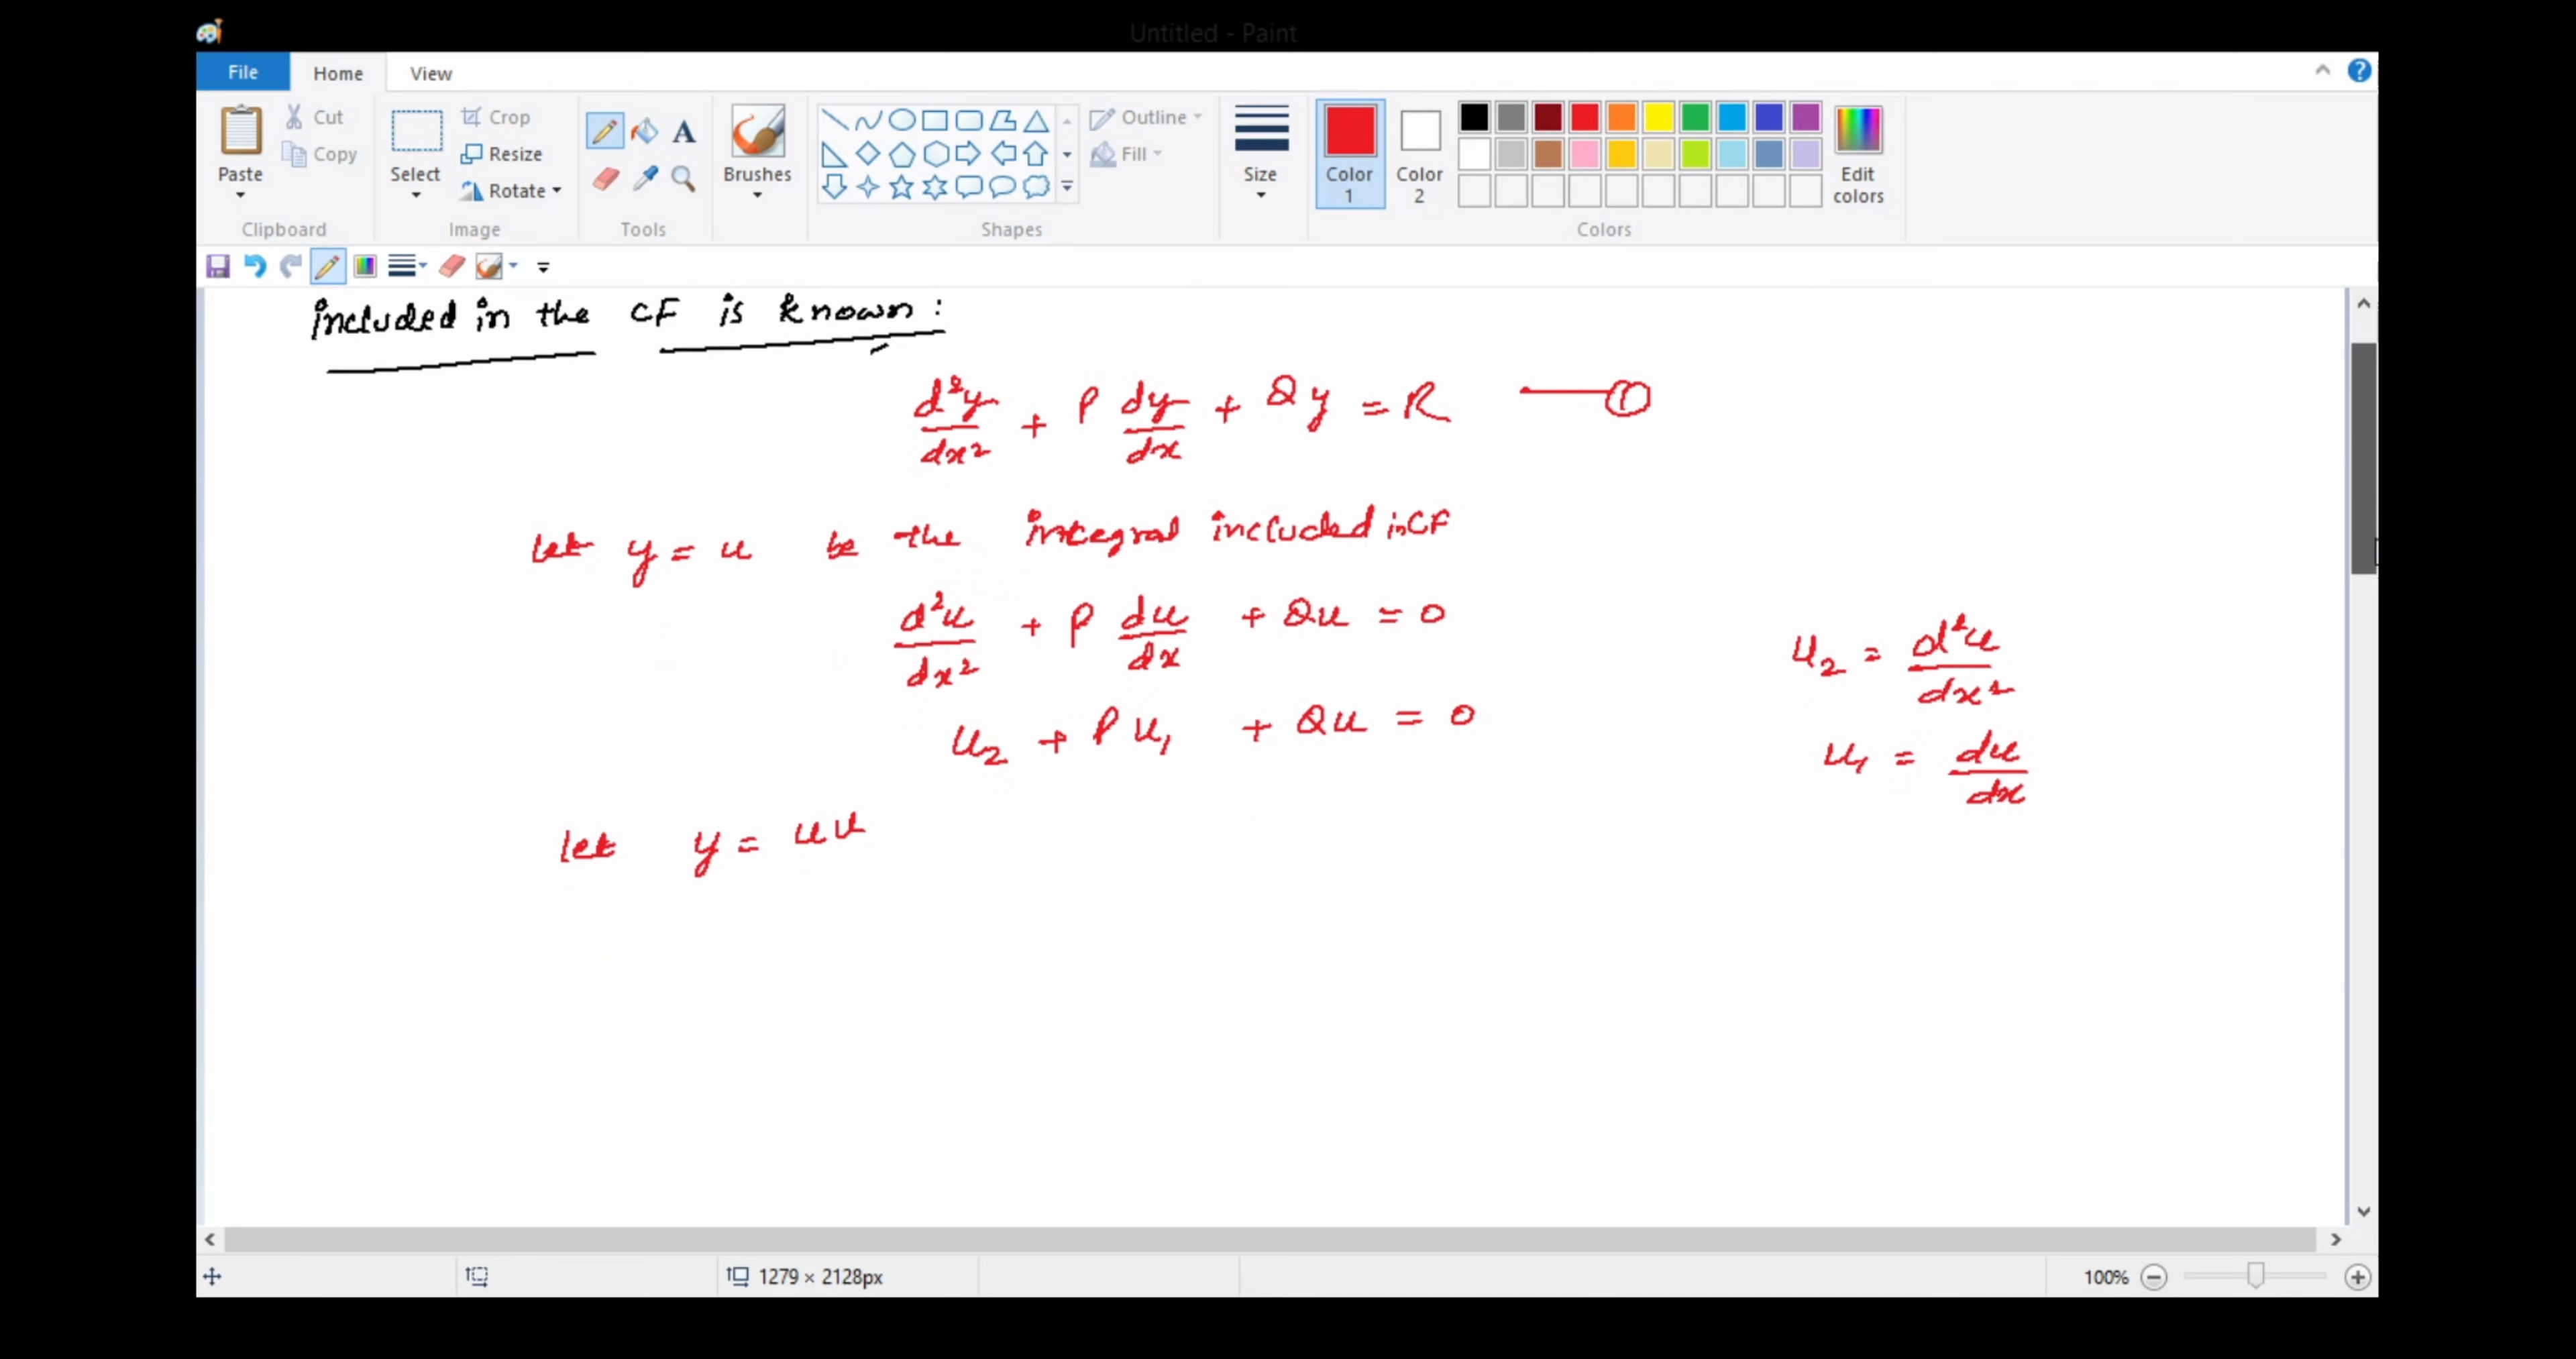 Untitled - Paint
File Home View
Paste Cut Copy Select Crop Resize Rotate Brushes Outline Fill Size Color 1 Color 2 Edit colors
Clipboard Image Tools Shapes Colors
included in the CF is known :
d²y/dx² + P dy/dx + Qy = R —①
let y = u be the integral included in CF
d²u/dx² + P du/dx + Qu = 0
u₂ = d²u/dx²
u₂ + P u₁ + Qu = 0
u₁ = du/dx
let y = uv
1279 × 2128px 100%